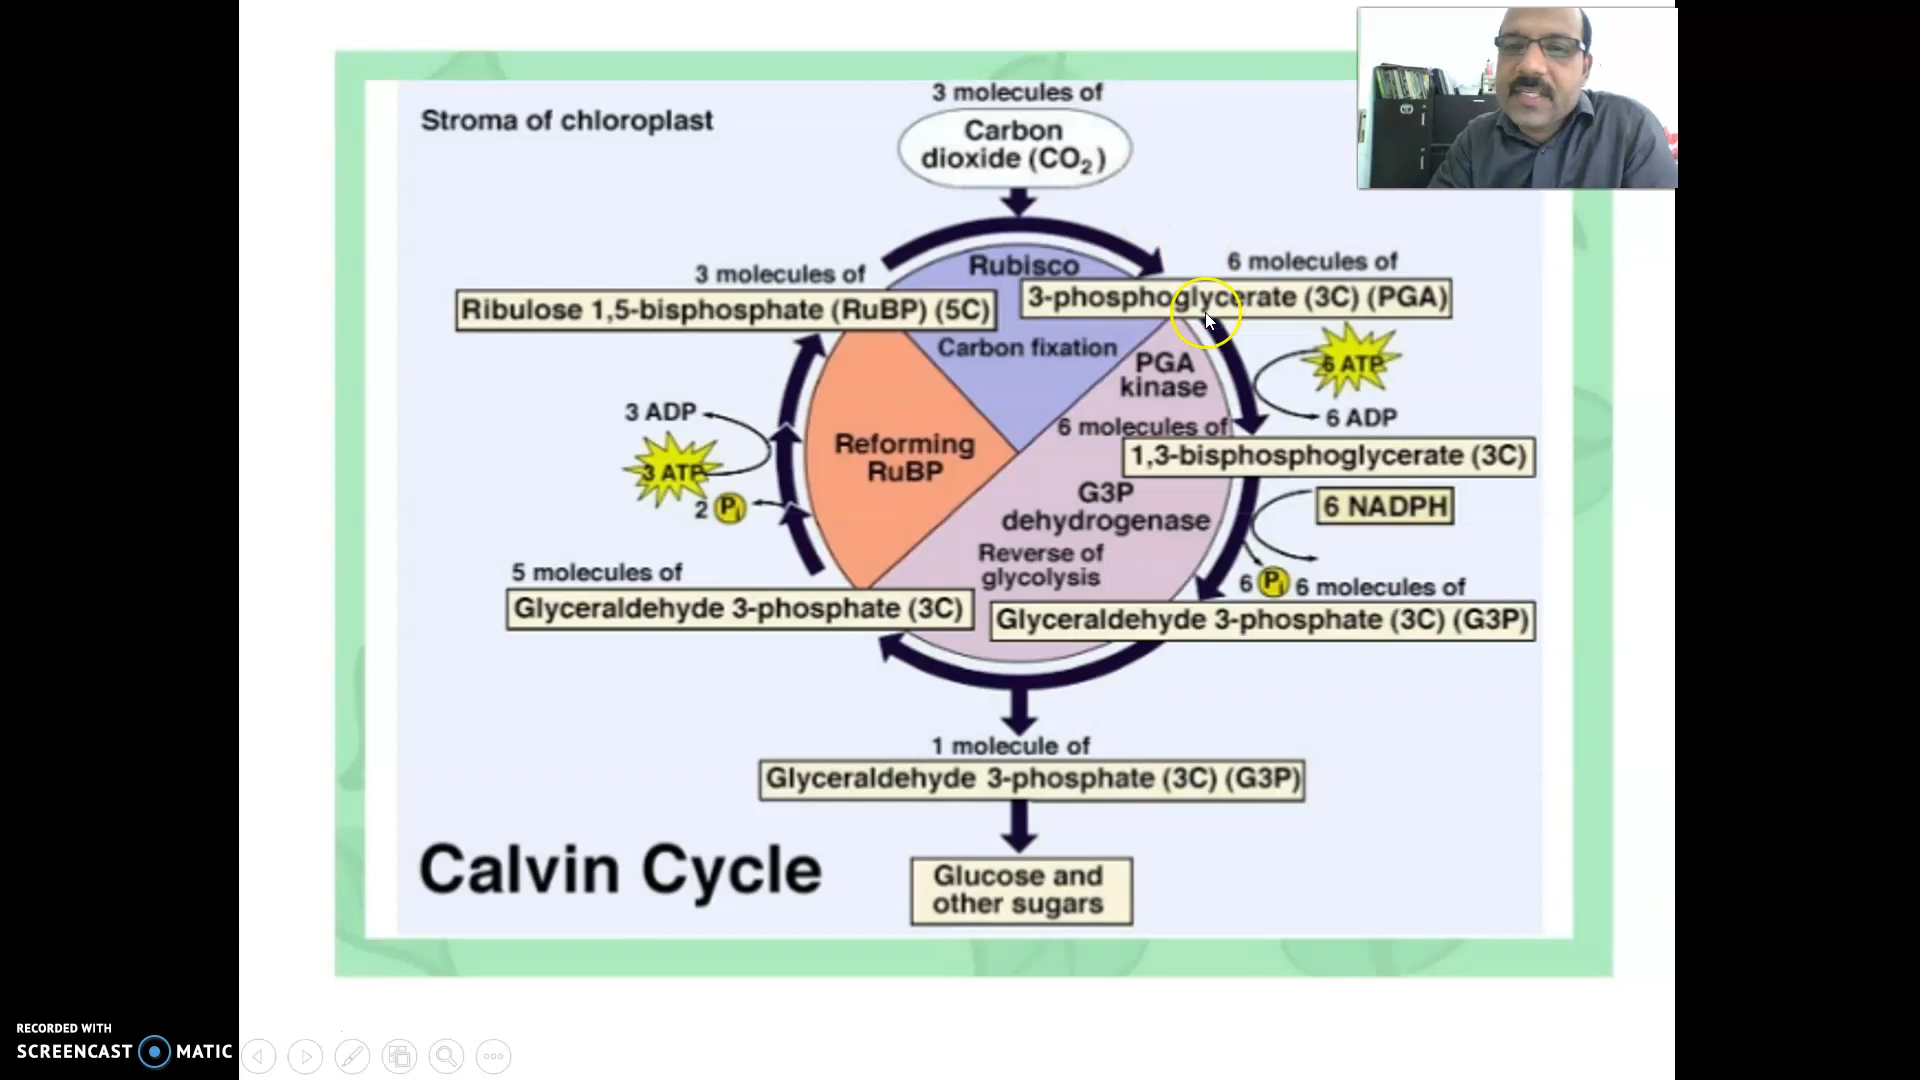 Stroma of chloroplast
3 molecules of
Carbon
dioxide (CO₂)
3 molecules of
Ribulose 1,5-bisphosphate (RuBP) (5C)
Rubisco
Carbon fixation
6 molecules of
3-phosphoglycerate (3C) (PGA)
PGA
kinase
6 ATP
6 ADP
6 molecules of
1,3-bisphosphoglycerate (3C)
G3P
dehydrogenase
Reverse of
glycolysis
6 NADPH
6 Pi
6 molecules of
Glyceraldehyde 3-phosphate (3C) (G3P)
Reforming
RuBP
3 ADP
3 ATP
2 Pi
5 molecules of
Glyceraldehyde 3-phosphate (3C)
1 molecule of
Glyceraldehyde 3-phosphate (3C) (G3P)
Glucose and
other sugars
Calvin Cycle
RECORDED WITH
SCREENCAST MATIC